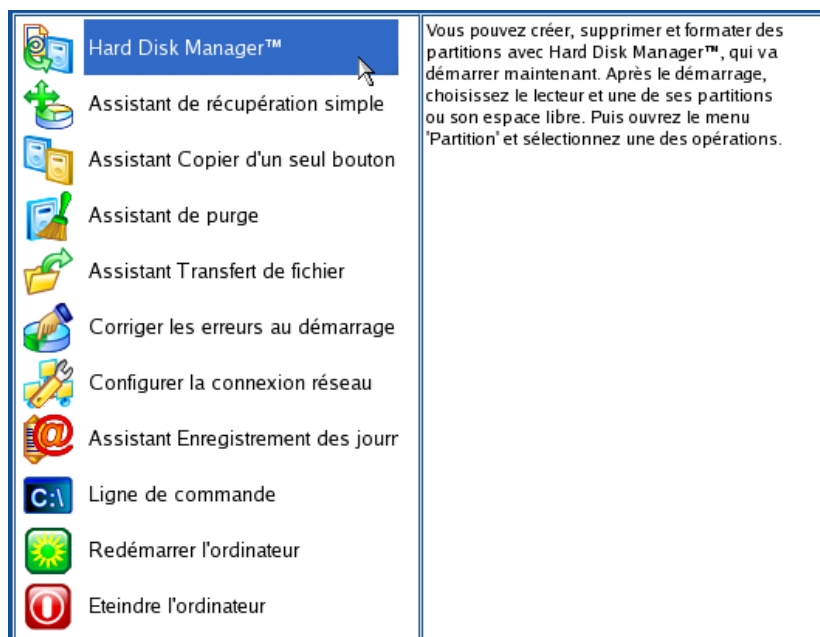 Hard Disk Manager™
Assistant de récupération simple
Assistant Copier d'un seul bouton
Assistant de purge
Assistant Transfert de fichier
Corriger les erreurs au démarrage
Configurer la connexion réseau
Assistant Enregistrement des journ
C:\
Ligne de commande
Redémarrer l'ordinateur
Eteindre l'ordinateur
Vous pouvez créer, supprimer et formater des
partitions avec Hard Disk Manager™, qui va
démarrer maintenant. Après le démarrage,
choisissez le lecteur et une de ses partitions
ou son espace libre. Puis ouvrez le menu
'Partition' et sélectionnez une des opérations.